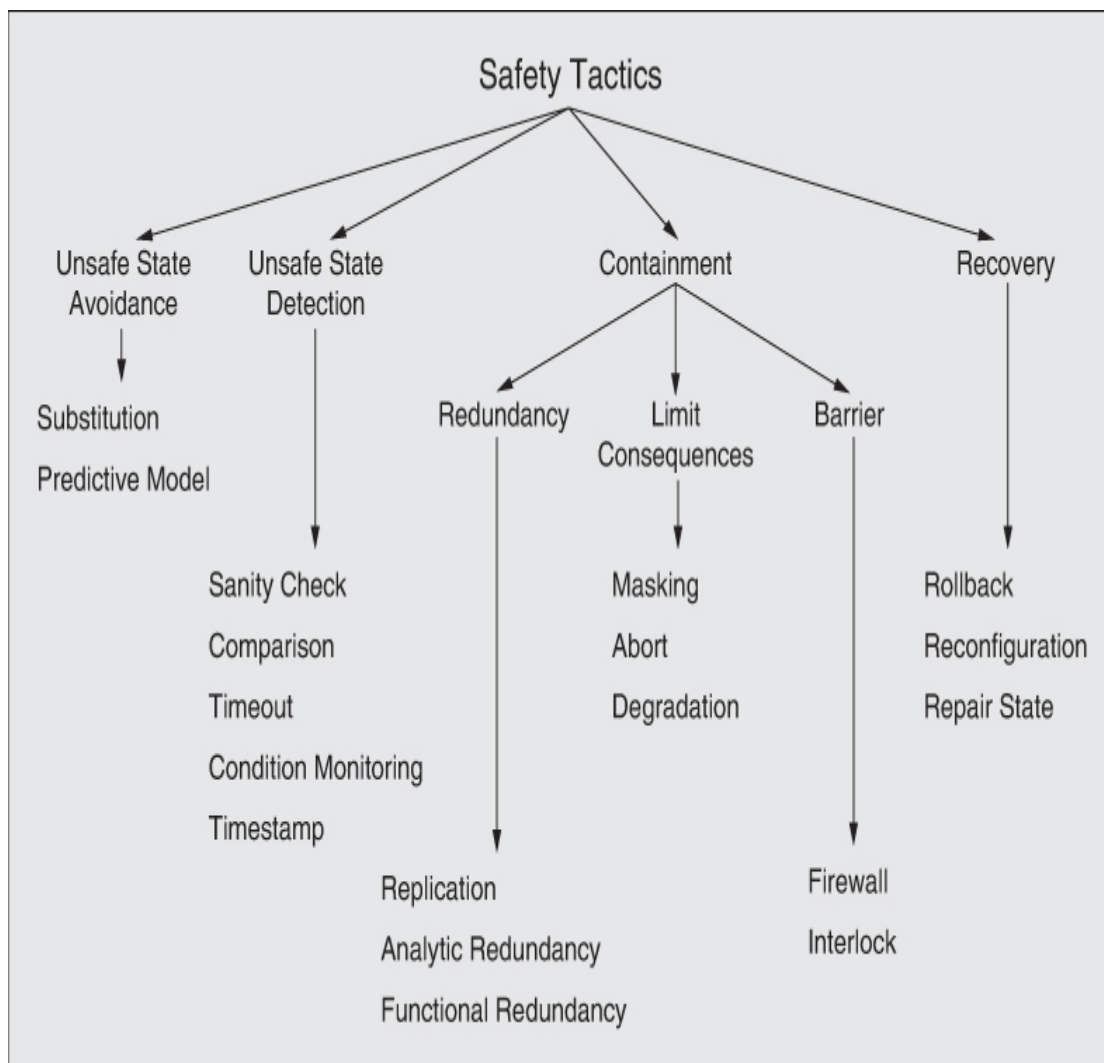 Safety Tactics
Unsafe State
Avoidance
Unsafe State
Detection
Containment
Recovery
Substitution
Predictive Model
Redundancy
Limit
Consequences
Barrier
Sanity Check
Comparison
Timeout
Condition Monitoring
Timestamp
Masking
Abort
Degradation
Rollback
Reconfiguration
Repair State
Replication
Analytic Redundancy
Functional Redundancy
Firewall
Interlock